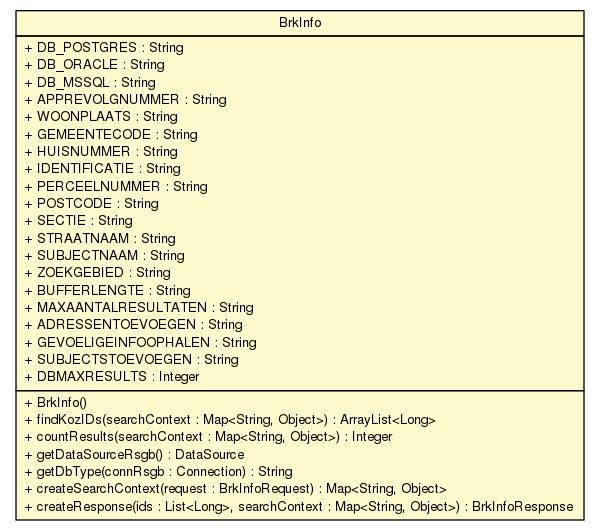 BrkInfo
+ DB_POSTGRES : String
+ DB_ORACLE : String
+ DB_MSSQL : String
+ APPREVOLGNUMMER : String
+ WOONPLAATS : String
+ GEMEENTECODE : String
+ HUISNUMMER : String
+ IDENTIFICATIE : String
+ PERCEELNUMMER : String
+ POSTCODE : String
+ SECTIE : String
+ STRAATNAAM : String
+ SUBJECTNAAM : String
+ ZOEKGEBIED : String
+ BUFFERLENGTE : String
+ MAXAANTALRESULTATEN : String
+ ADRESSENTOEVOEGEN : String
+ GEVOELIGEINFOOPHALEN : String
+ SUBJECTSTOEVOEGEN : String
+ DBMAXRESULTS : Integer
+ BrkInfo()
+ findKozIDs(searchContext : Map<String, Object>) : ArrayList<Long>
+ countResults(searchContext : Map<String, Object>) : Integer
+ getDataSourceRsgb() : DataSource
+ getDbType(connRsgb : Connection) : String
+ createSearchContext(request : BrkInfoRequest) : Map<String, Object>
+ createResponse(ids : List<Long>, searchContext : Map<String, Object>) : BrkInfoResponse